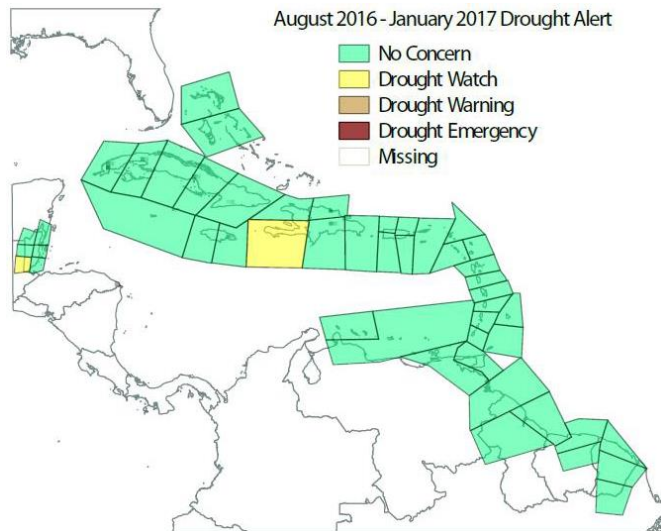 August 2016 - January 2017 Drought Alert
No Concern
Drought Watch
Drought Warning
Drought Emergency
Missing